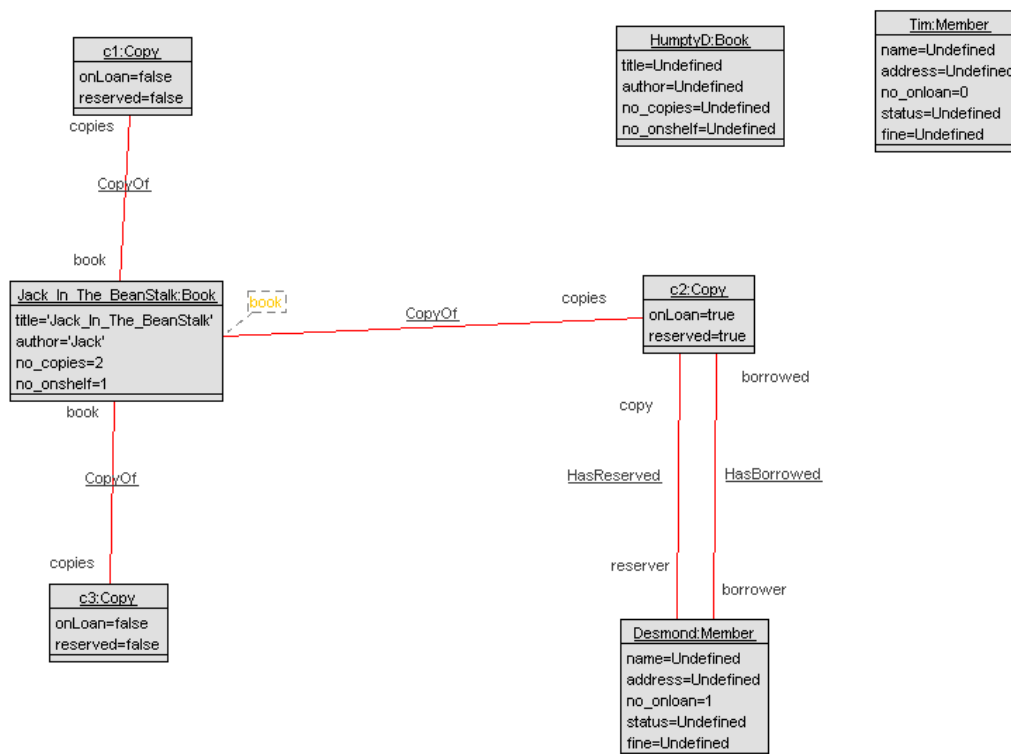 c1:Copy
onLoan=false
reserved=false
copies
CopyOf
book
HumptyD:Book
title=Undefined
author=Undefined
no_copies=Undefined
no_onshelf=Undefined
Tim:Member
name=Undefined
address=Undefined
no_onloan=0
status=Undefined
fine=Undefined
Jack_In_The_BeanStalk:Book
title='Jack_In_The_BeanStalk'
author='Jack'
no_copies=2
no_onshelf=1
book
CopyOf
copies
c2:Copy
onLoan=true
reserved=true
book
CopyOf
copies
c3:Copy
onLoan=false
reserved=false
borrowed
copy
HasReserved
HasBorrowed
reserver
borrower
Desmond:Member
name=Undefined
address=Undefined
no_onloan=1
status=Undefined
fine=Undefined